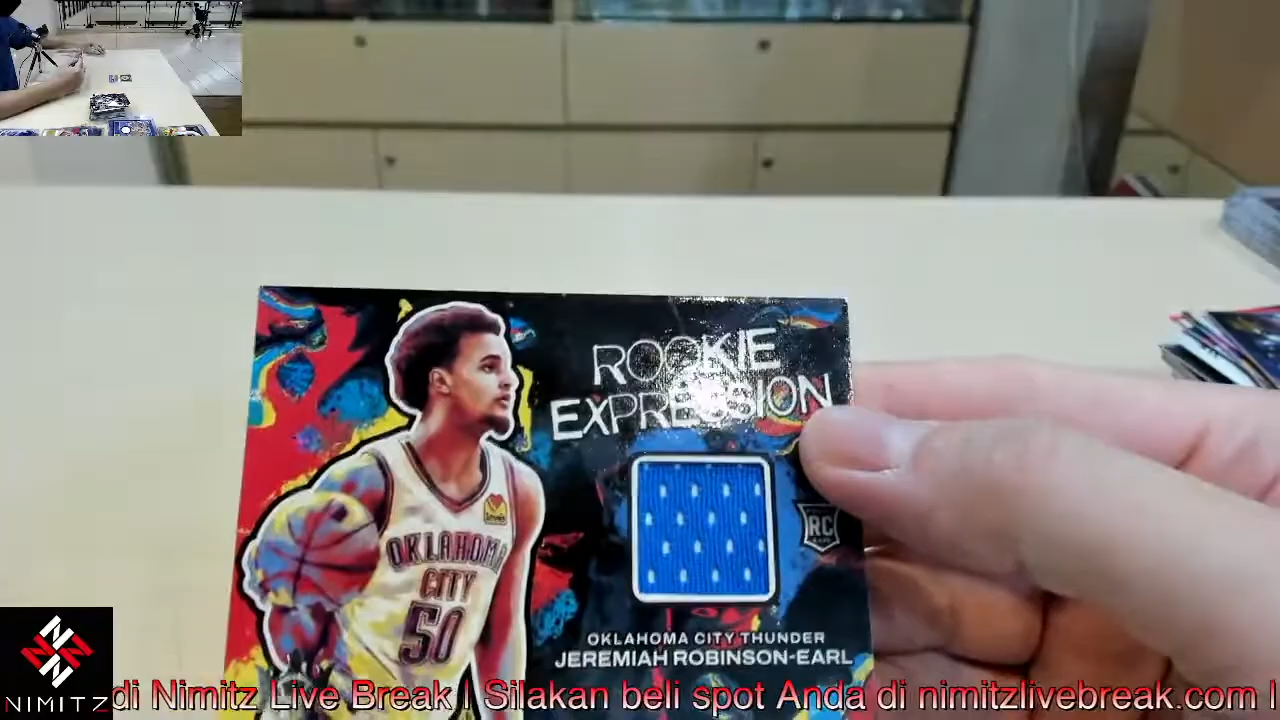 ROOKIE
EXPRESSION
OKLAHOMA
CITY
50
RC
OKLAHOMA CITY THUNDER
JEREMIAH ROBINSON-EARL
NIMITZ
di Nimitz Live Break | Silakan beli spot Anda di nimitzlivebreak.com |